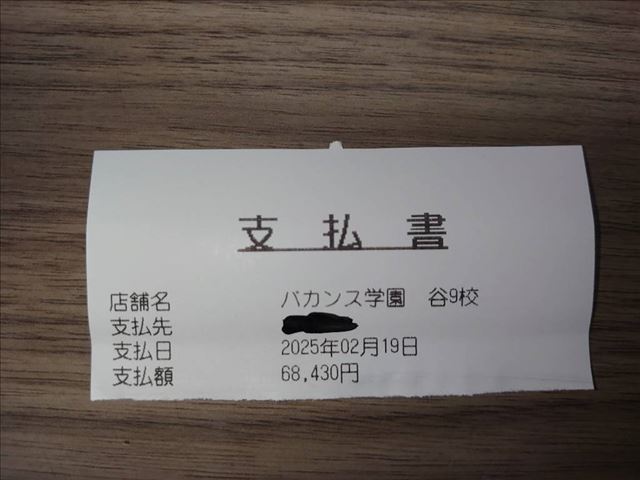 支払書
店舗名 バカンス学園 谷9校
支払先
支払日 2025年02月19日
支払額 68,430円